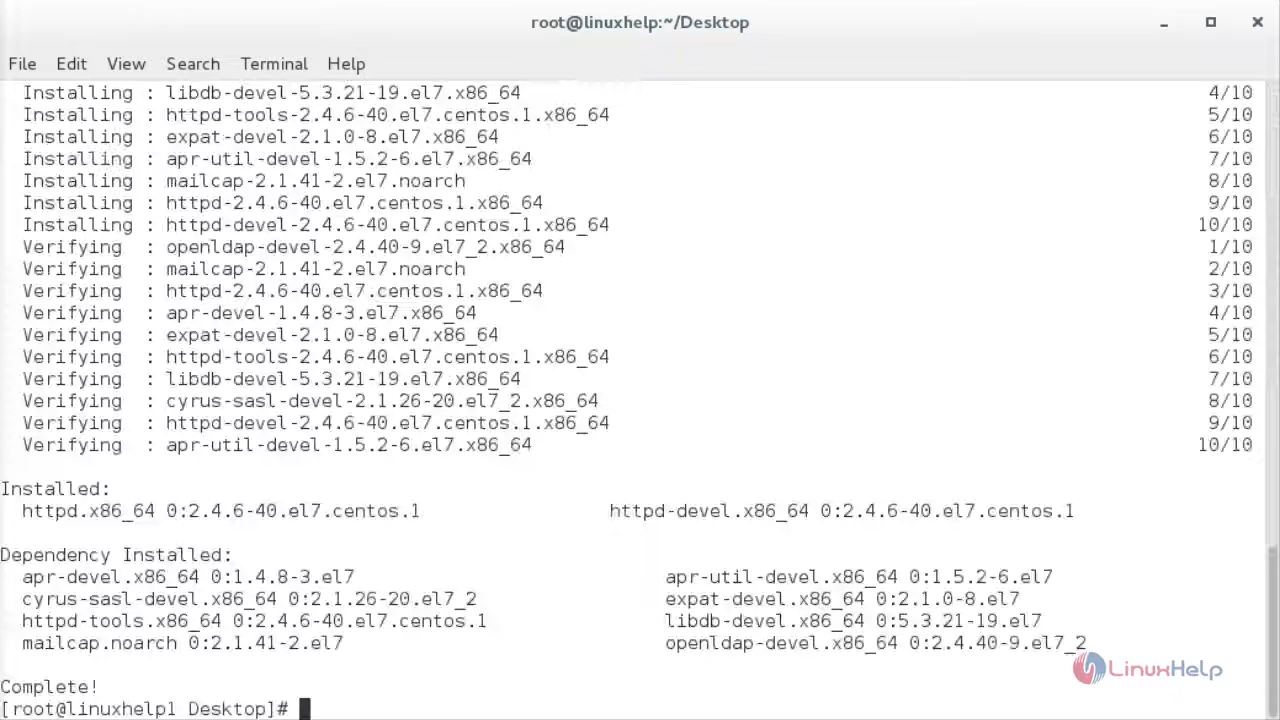 root@linuxhelp:~/Desktop
File Edit View Search Terminal Help
Installing : libdb-devel-5.3.21-19.el7.x86_64 4/10
Installing : httpd-tools-2.4.6-40.el7.centos.1.x86_64 5/10
Installing : expat-devel-2.1.0-8.el7.x86_64 6/10
Installing : apr-util-devel-1.5.2-6.el7.x86_64 7/10
Installing : mailcap-2.1.41-2.el7.noarch 8/10
Installing : httpd-2.4.6-40.el7.centos.1.x86_64 9/10
Installing : httpd-devel-2.4.6-40.el7.centos.1.x86_64 10/10
Verifying : openldap-devel-2.4.40-9.el7_2.x86_64 1/10
Verifying : mailcap-2.1.41-2.el7.noarch 2/10
Verifying : httpd-2.4.6-40.el7.centos.1.x86_64 3/10
Verifying : apr-devel-1.4.8-3.el7.x86_64 4/10
Verifying : expat-devel-2.1.0-8.el7.x86_64 5/10
Verifying : httpd-tools-2.4.6-40.el7.centos.1.x86_64 6/10
Verifying : libdb-devel-5.3.21-19.el7.x86_64 7/10
Verifying : cyrus-sasl-devel-2.1.26-20.el7_2.x86_64 8/10
Verifying : httpd-devel-2.4.6-40.el7.centos.1.x86_64 9/10
Verifying : apr-util-devel-1.5.2-6.el7.x86_64 10/10
Installed:
httpd.x86_64 0:2.4.6-40.el7.centos.1 httpd-devel.x86_64 0:2.4.6-40.el7.centos.1
Dependency Installed:
apr-devel.x86_64 0:1.4.8-3.el7 apr-util-devel.x86_64 0:1.5.2-6.el7
cyrus-sasl-devel.x86_64 0:2.1.26-20.el7_2 expat-devel.x86_64 0:2.1.0-8.el7
httpd-tools.x86_64 0:2.4.6-40.el7.centos.1 libdb-devel.x86_64 0:5.3.21-19.el7
mailcap.noarch 0:2.1.41-2.el7 openldap-devel.x86_64 0:2.4.40-9.el7_2
LinuxHelp
Complete!
[root@linuxhelp1 Desktop]#